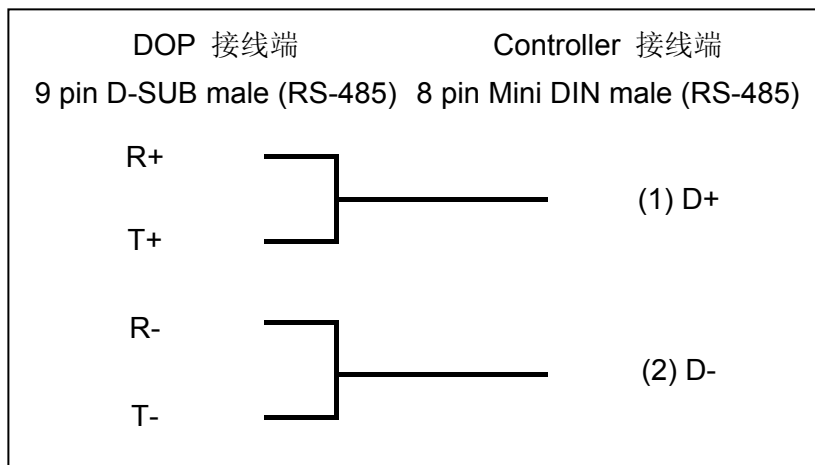 DOP 接线端 Controller 接线端
9 pin D-SUB male (RS-485) 8 pin Mini DIN male (RS-485)
R+
(1) D+
T+
R-
(2) D-
T-